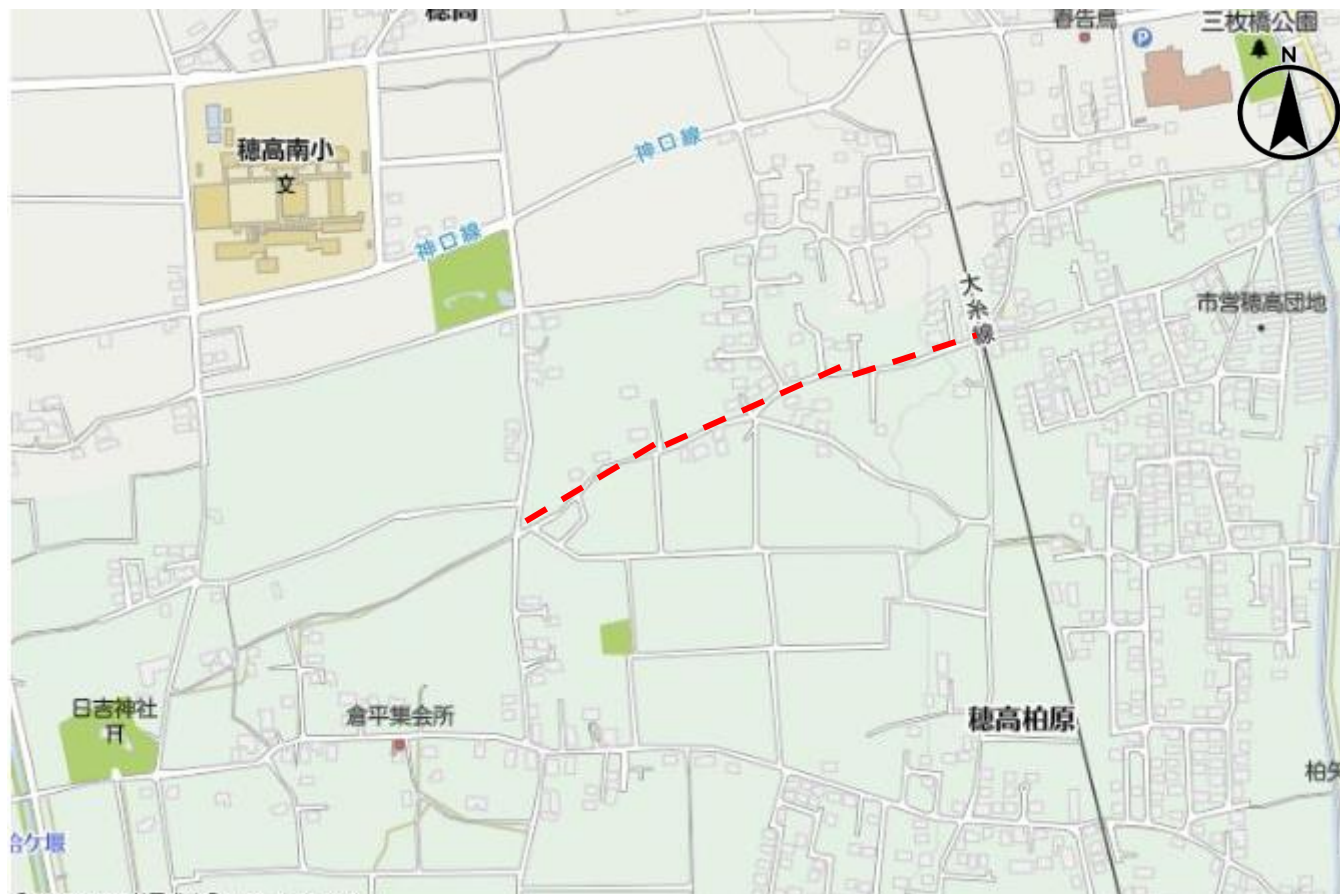 穂高
春告鳥
P
三枚橋公園
N
穂高南小
文
神口線
神口線
大糸線
市営穂高団地
日吉神社
倉平集会所
穂高柏原
柏矢